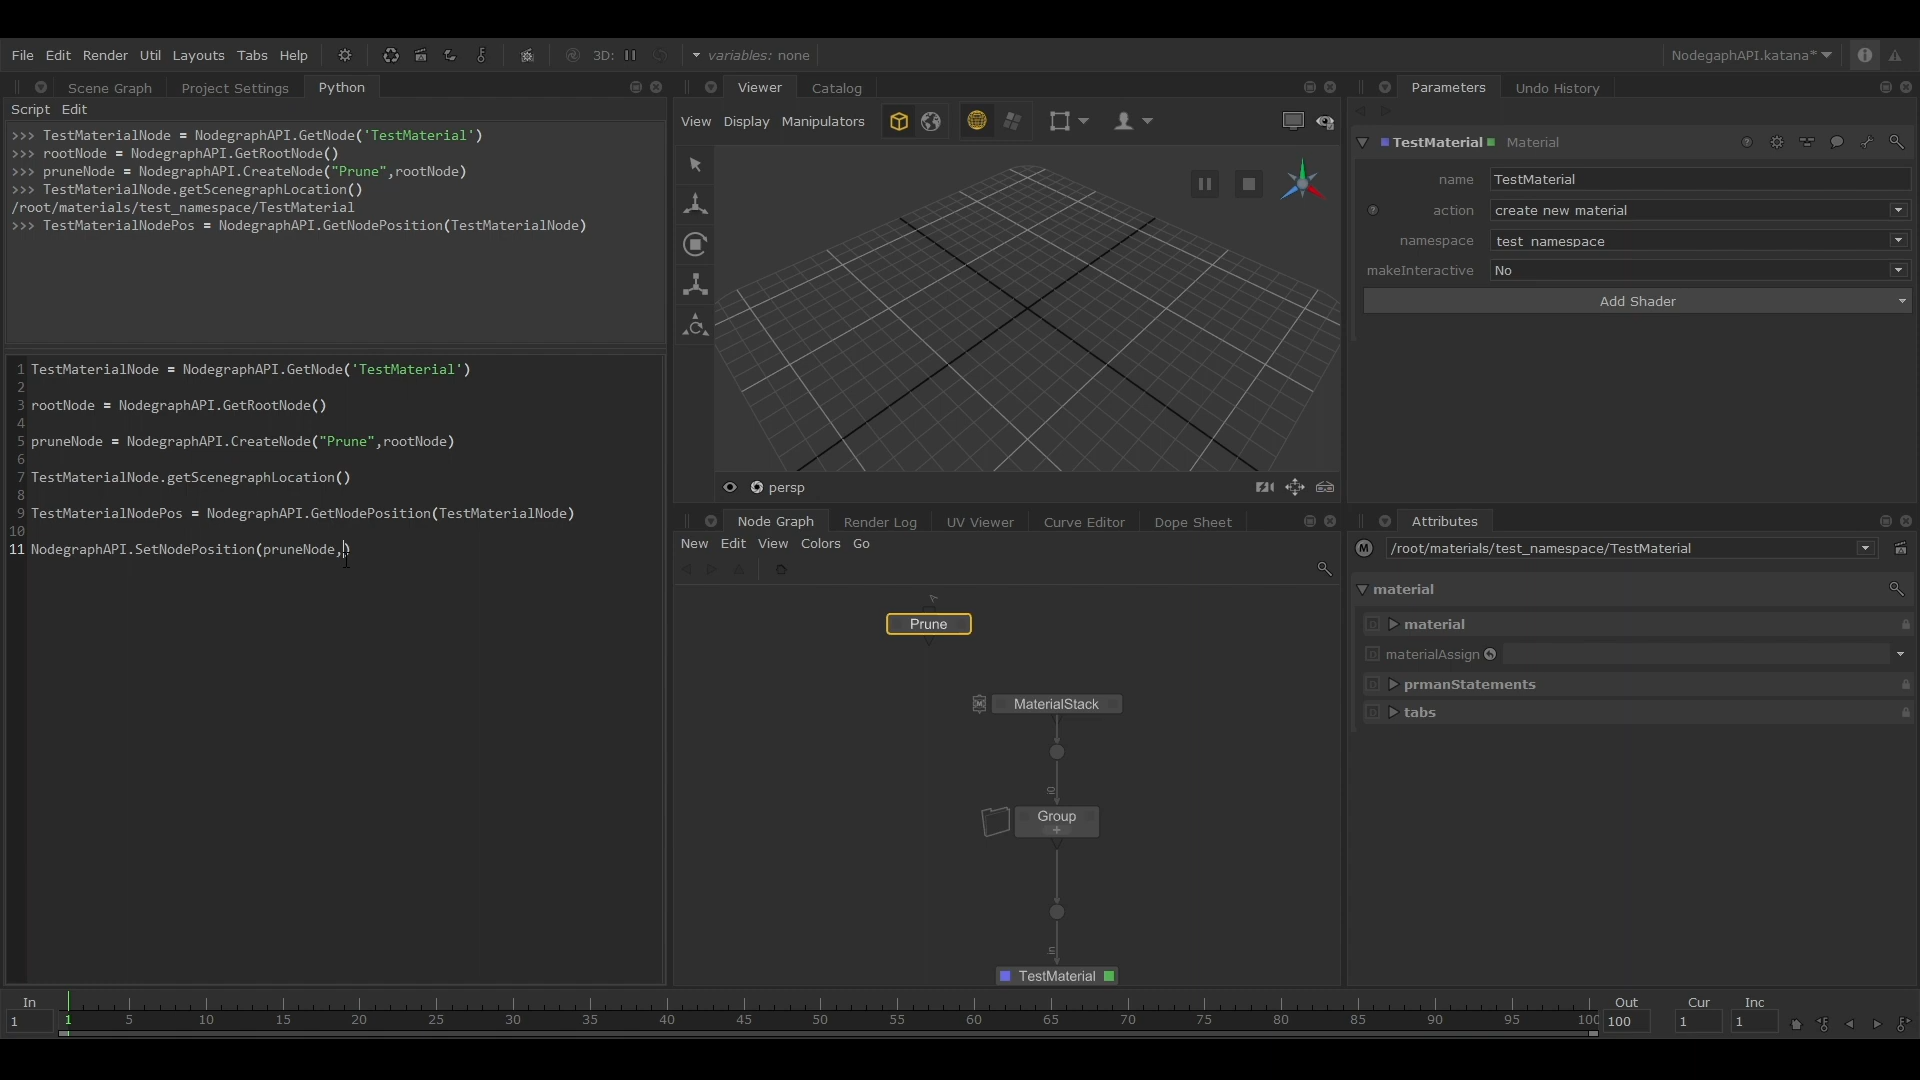 File Edit Render Util Layouts Tabs Help 3D: variables: none NodegaphAPI.katana*
Scene Graph Project Settings Python
Script Edit
>>> TestMaterialNode = NodegraphAPI.GetNode('TestMaterial')
>>> rootNode = NodegraphAPI.GetRootNode()
>>> pruneNode = NodegraphAPI.CreateNode("Prune",rootNode)
>>> TestMaterialNode.getScenegraphLocation()
/root/materials/test_namespace/TestMaterial
>>> TestMaterialNodePos = NodegraphAPI.GetNodePosition(TestMaterialNode)
1 TestMaterialNode = NodegraphAPI.GetNode('TestMaterial')
2
3 rootNode = NodegraphAPI.GetRootNode()
4
5 pruneNode = NodegraphAPI.CreateNode("Prune",rootNode)
6
7 TestMaterialNode.getScenegraphLocation()
8
9 TestMaterialNodePos = NodegraphAPI.GetNodePosition(TestMaterialNode)
10
11 NodegraphAPI.SetNodePosition(pruneNode,)
Viewer Catalog
View Display Manipulators
persp
Node Graph Render Log UV Viewer Curve Editor Dope Sheet
New Edit View Colors Go
Prune
M MaterialStack
i0
Group
+
in
TestMaterial
Parameters Undo History
TestMaterial Material
name TestMaterial
action create new material
namespace test_namespace
makeInteractive No
Add Shader
Attributes
M /root/materials/test_namespace/TestMaterial
material
D material
D materialAssign
D prmanStatements
D tabs
In Out Cur Inc
1 1 5 10 15 20 25 30 35 40 45 50 55 60 65 70 75 80 85 90 95 100 100 1 1